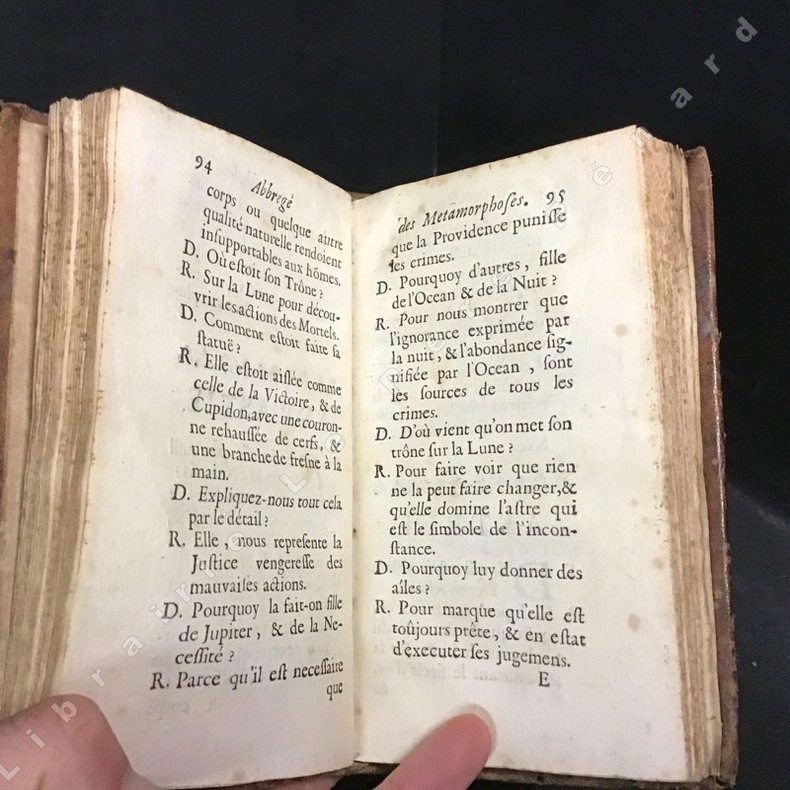 94
Abbregé
corps ou quelque autre
qualité naturelle rendoient
insupportables aux hōmes.
D. Où estoit son Trône ?
R. Sur la Lune pour décou-
vrir les actions des Mortels.
D. Comment estoit faite sa
statuë ?
R. Elle estoit aislée comme
celle de la Victoire, & de
Cupidon, avec une couron-
ne rehaussée de cerfs, &
une branche de fresne à la
main.
D. Expliquez-nous tout cela
par le détail ?
R. Elle, nous represente la
Justice vengeresse des
mauvaises actions.
D. Pourquoy la fait-on fille
de Jupiter, & de la Ne-
cessité ?
R. Parce qu'il est necessaire
que
des Metamorphoses. 95
que la Providence punisse
les crimes.
D. Pourquoy d'autres, fille
de l'Ocean & de la Nuit ?
R. Pour nous montrer que
l'ignorance exprimée par
la nuit, & l'abondance sig-
nifiée par l'Ocean, sont
les sources de tous les
crimes.
D. D'où vient qu'on met son
trône sur la Lune ?
R. Pour faire voir que rien
ne la peut faire changer, &
qu'elle domine l'astre qui
est le simbole de l'incon-
stance.
D. Pourquoy luy donner des
aîles ?
R. Pour marque qu'elle est
toûjours prête, & en estat
d'executer ses jugemens.
E